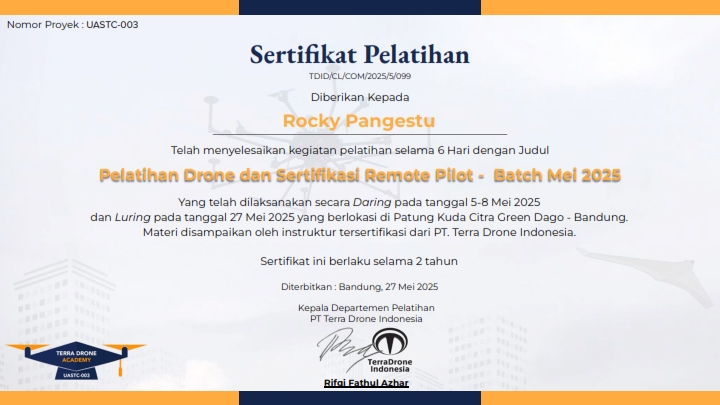 Nomor Proyek : UASTC-003
Sertifikat Pelatihan
TDID/CL/COM/2025/5/099
Diberikan Kepada
Rocky Pangestu
Telah menyelesaikan kegiatan pelatihan selama 6 Hari dengan Judul
Pelatihan Drone dan Sertifikasi Remote Pilot - Batch Mei 2025
Yang telah dilaksanakan secara Daring pada tanggal 5-8 Mei 2025
dan Luring pada tanggal 27 Mei 2025 yang berlokasi di Patung Kuda Citra Green Dago - Bandung.
Materi disampaikan oleh instruktur tersertifikasi dari PT. Terra Drone Indonesia.
Sertifikat ini berlaku selama 2 tahun
Diterbitkan : Bandung, 27 Mei 2025
Kepala Departemen Pelatihan
PT Terra Drone Indonesia
TerraDrone
Indonesia
Rifqi Fathul Azhar
TERRA DRONE
ACADEMY
UASTC-003